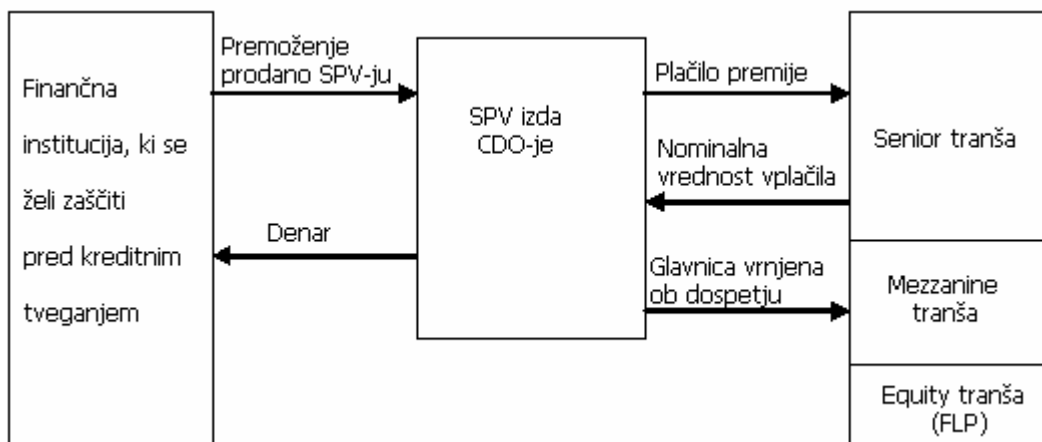 Finančna
institucija, ki se
želi zaščiti
pred kreditnim
tveganjem
Premoženje
prodano SPV-ju
Denar
SPV izda
CDO-je
Plačilo premije
Nominalna
vrednost vplačila
Glavnica vrnjena
ob dospetju
Senior tranša
Mezzanine
tranša
Equity tranša
(FLP)